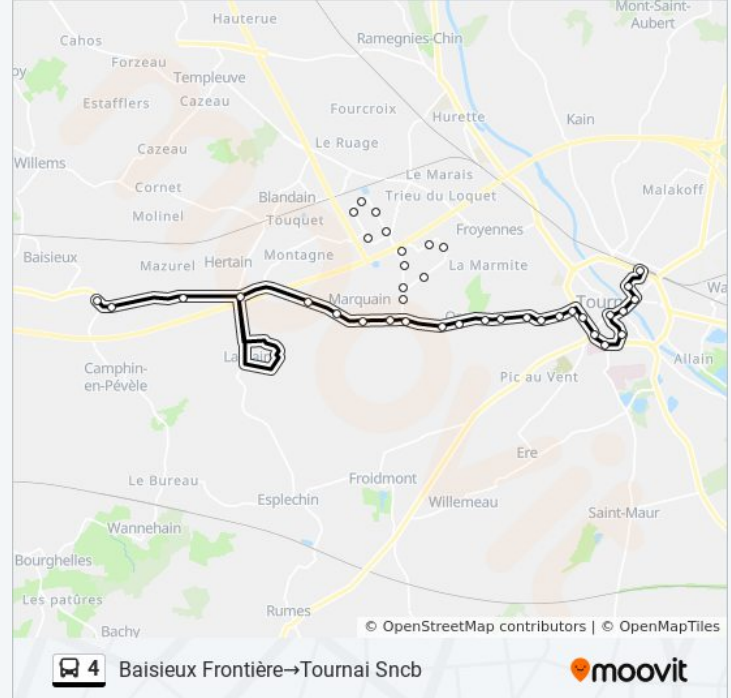 Mont-Saint-
Aubert
Hauterue
Cahos
Ramegnies-Chin
Forzeau
Templeuve
Estafflers
Cazeau
Fourcroix
Hurette
Kain
Le Ruage
Cazeau
Willems
Le Marais
Cornet
Trieu du Loquet
Malakoff
Blandain
Molinel
Touquet
Froyennes
Baisieux
Montagne
Mazurel
Hertain
La Marmite
Marquain
Tourn
Wa
Camphin-
en-Pévèle
Allain
Pic au Vent
Ere
Le Bureau
Froidmont
Esplechin
Willemeau
Saint-Maur
Wannehain
Bourghelles
Les patûres
Rumes
Bachy
© OpenStreetMap contributors | © OpenMapTiles
4 Baisieux Frontière→Tournai Sncb
moovit